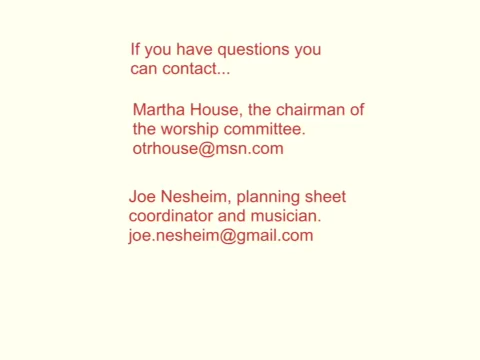 If you have questions you
can contact...
Martha House, the chairman of
the worship committee.
otrhouse@msn.com
Joe Nesheim, planning sheet
coordinator and musician.
joe.nesheim@gmail.com